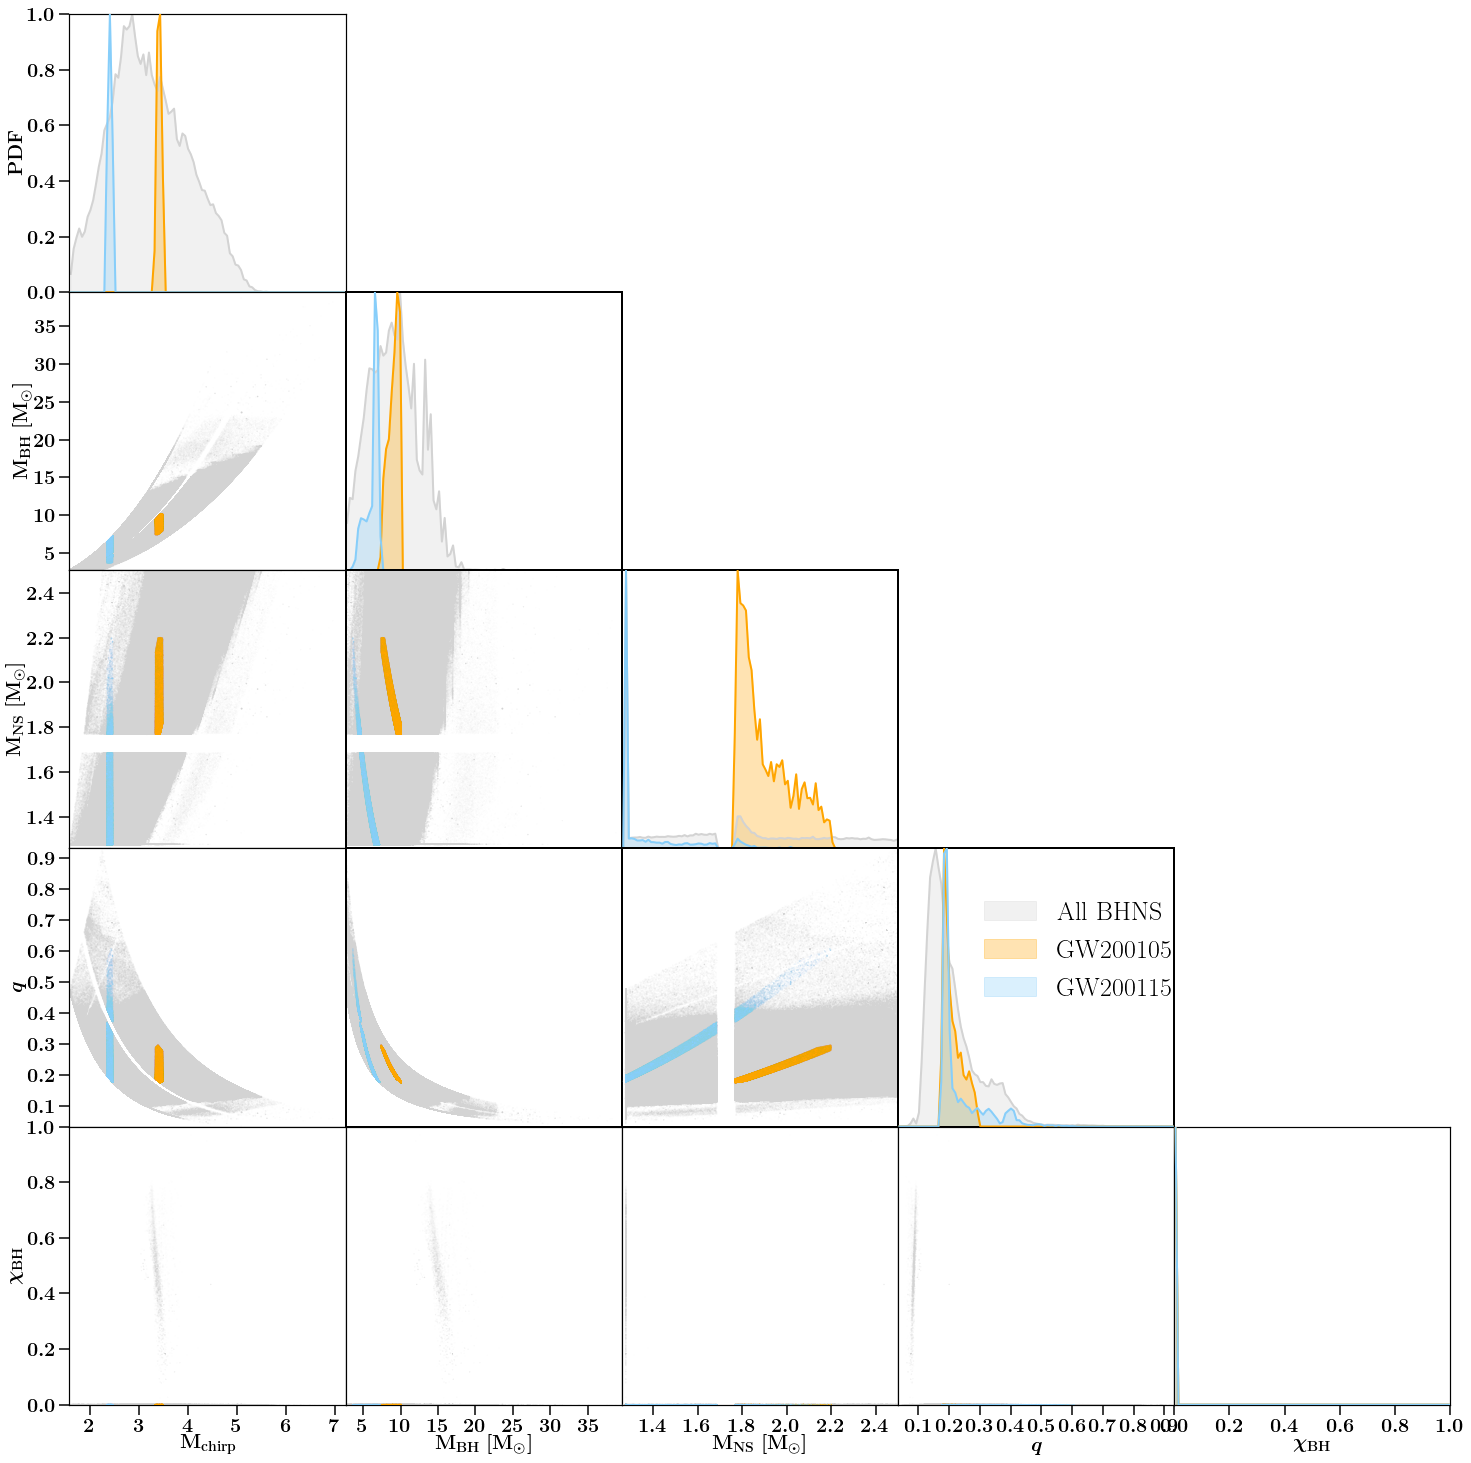 1.0
0.8
0.6
0.4
0.2
0.0
PDF
35
30
25
20
15
10
5
M_BH [M_⊙]
2.4
2.2
2.0
1.8
1.6
1.4
M_NS [M_⊙]
0.9
0.8
0.7
0.6
0.5
0.4
0.3
0.2
0.1
q
All BHNS
GW200105
GW200115
1.0
0.8
0.6
0.4
0.2
0.0
χ_BH
2 3 4 5 6 7
M_chirp
5 10 15 20 25 30 35
M_BH [M_⊙]
1.4 1.6 1.8 2.0 2.2 2.4
M_NS [M_⊙]
0.1 0.2 0.3 0.4 0.5 0.6 0.7 0.8 0.9
q
0.0 0.2 0.4 0.6 0.8 1.0
χ_BH